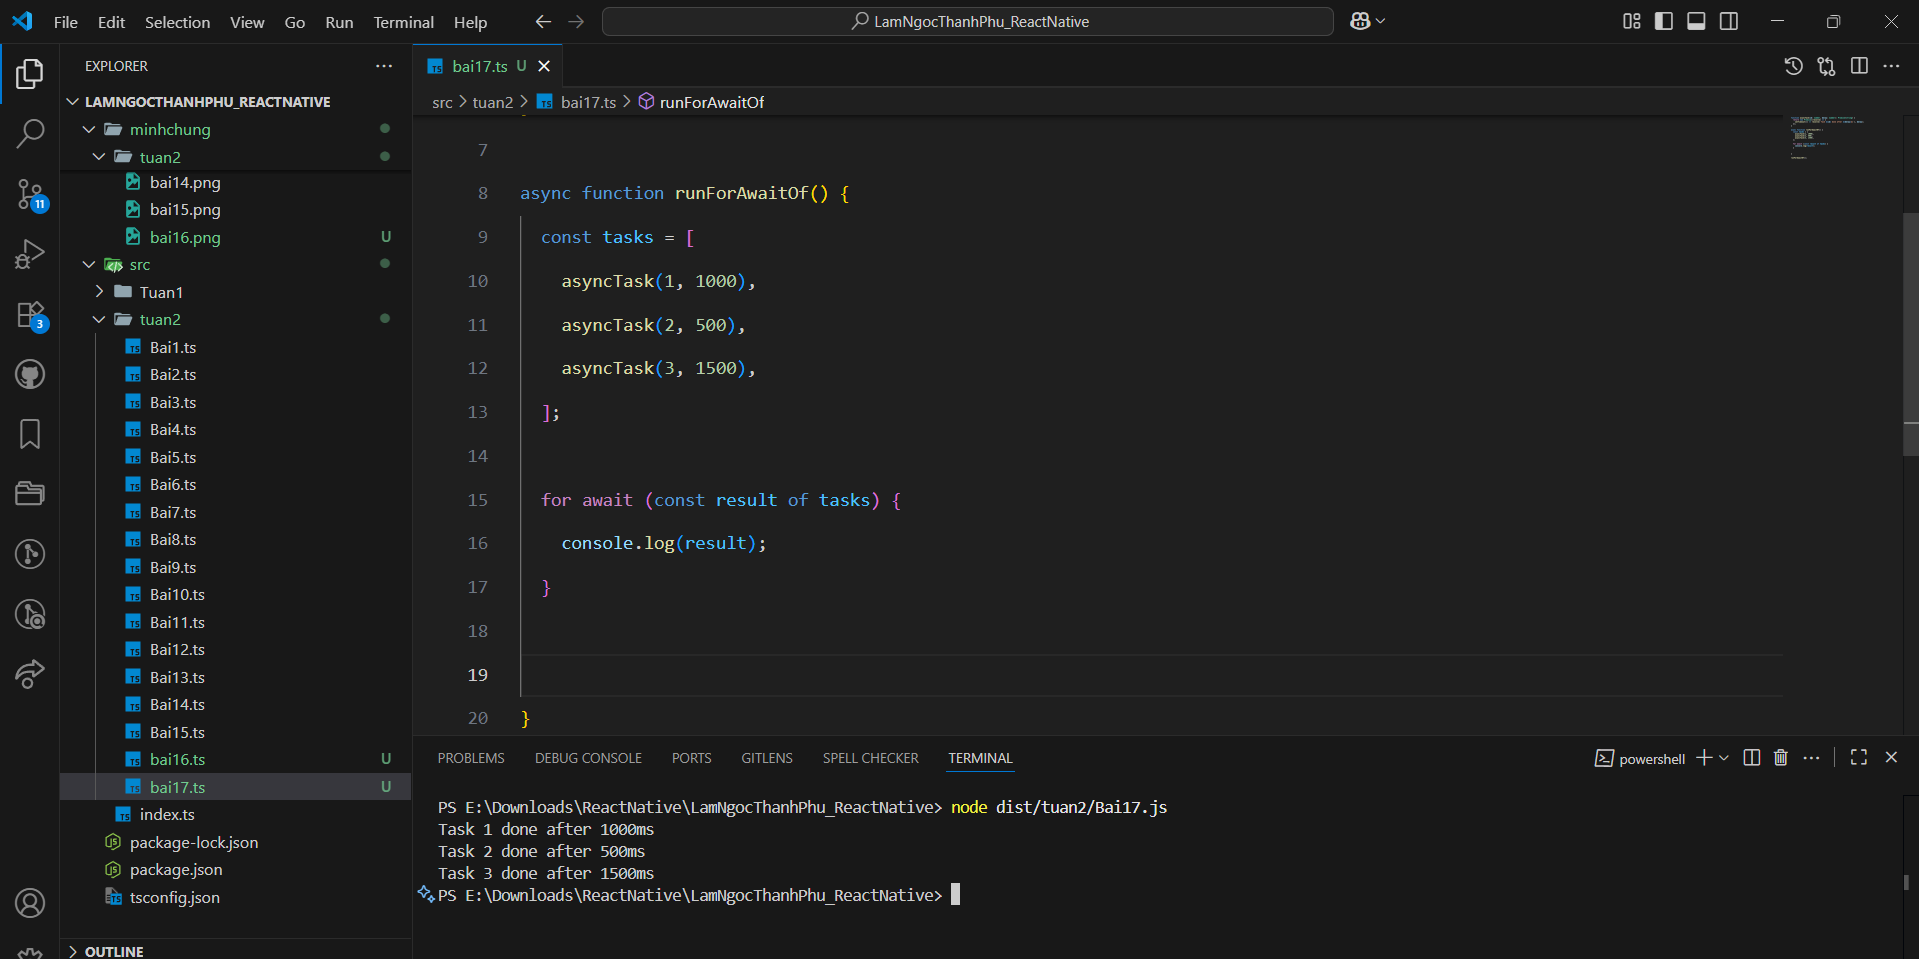 File Edit Selection View Go Run Terminal Help
LamNgocThanhPhu_ReactNative
EXPLORER
LAMNGOCTHANHPHU_REACTNATIVE
minhchung
tuan2
bai14.png
bai15.png
bai16.png U
src
Tuan1
tuan2
Bai1.ts
Bai2.ts
Bai3.ts
Bai4.ts
Bai5.ts
Bai6.ts
Bai7.ts
Bai8.ts
Bai9.ts
Bai10.ts
Bai11.ts
Bai12.ts
Bai13.ts
Bai14.ts
Bai15.ts
bai16.ts U
bai17.ts U
index.ts
package-lock.json
package.json
tsconfig.json
OUTLINE
11
3
bai17.ts U
src > tuan2 > bai17.ts > runForAwaitOf
7
8 async function runForAwaitOf() {
9 const tasks = [
10 asyncTask(1, 1000),
11 asyncTask(2, 500),
12 asyncTask(3, 1500),
13 ];
14
15 for await (const result of tasks) {
16 console.log(result);
17 }
18
19
20 }
PROBLEMS DEBUG CONSOLE PORTS GITLENS SPELL CHECKER TERMINAL
powershell
PS E:\Downloads\ReactNative\LamNgocThanhPhu_ReactNative> node dist/tuan2/Bai17.js
Task 1 done after 1000ms
Task 2 done after 500ms
Task 3 done after 1500ms
PS E:\Downloads\ReactNative\LamNgocThanhPhu_ReactNative>